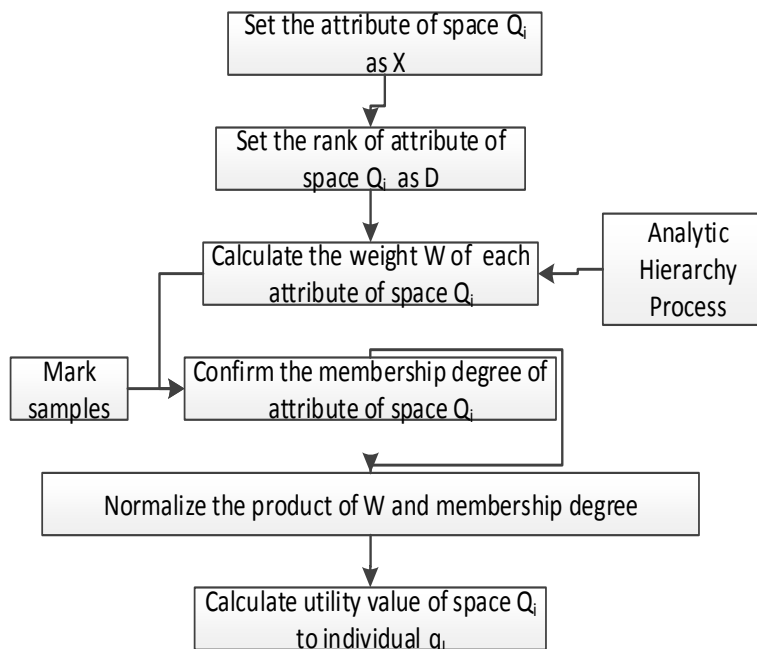 Set the attribute of space Qi
as X
Set the rank of attribute of
space Qi as D
Calculate the weight W of each
attribute of space Qi
Analytic
Hierarchy
Process
Mark
samples
Confirm the membership degree of
attribute of space Qi
Normalize the product of W and membership degree
Calculate utility value of space Qi
to individual